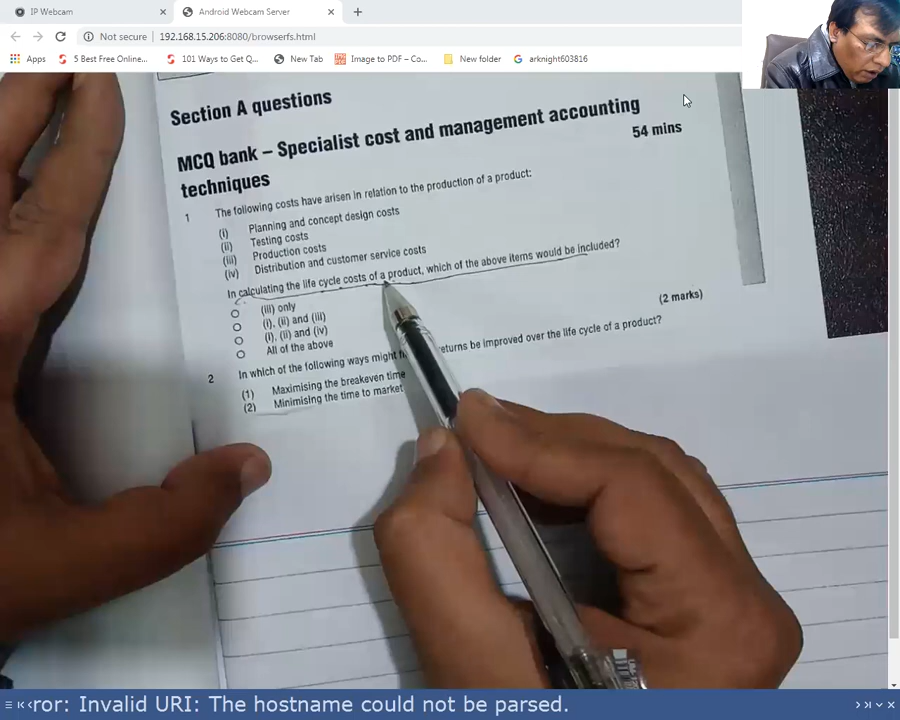 IP Webcam
Android Webcam Server
Not secure
192.168.15.206:8080/browserfs.html
Apps
5 Best Free Online...
101 Ways to Get Q...
New Tab
Image to PDF – Co...
New folder
arknight603816
Section A questions
MCQ bank – Specialist cost and management accounting
techniques
54 mins
1 The following costs have arisen in relation to the production of a product:
(i) Planning and concept design costs
(ii) Testing costs
(iii) Production costs
(iv) Distribution and customer service costs
In calculating the life cycle costs of a product, which of the above items would be included?
(iii) only
(i), (ii) and (iii)
(i), (ii) and (iv)
All of the above
(2 marks)
2 In which of the following ways might returns be improved over the life cycle of a product?
(1) Maximising the breakeven time
(2) Minimising the time to market
ror: Invalid URI: The hostname could not be parsed.